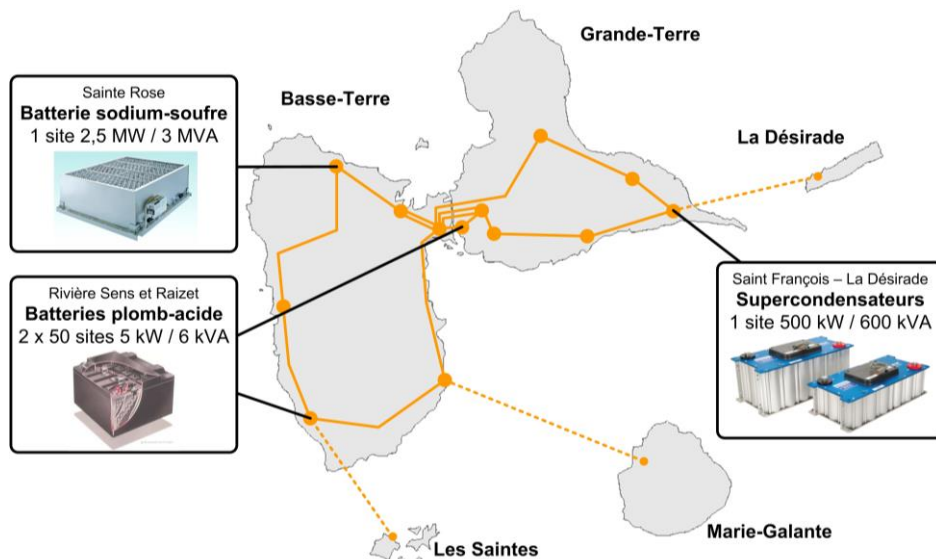 Grande-Terre
Basse-Terre
La Désirade
Sainte Rose
Batterie sodium-soufre
1 site 2,5 MW / 3 MVA
Rivière Sens et Raizet
Batteries plomb-acide
2 x 50 sites 5 kW / 6 kVA
Saint François – La Désirade
Supercondensateurs
1 site 500 kW / 600 kVA
Marie-Galante
Les Saintes